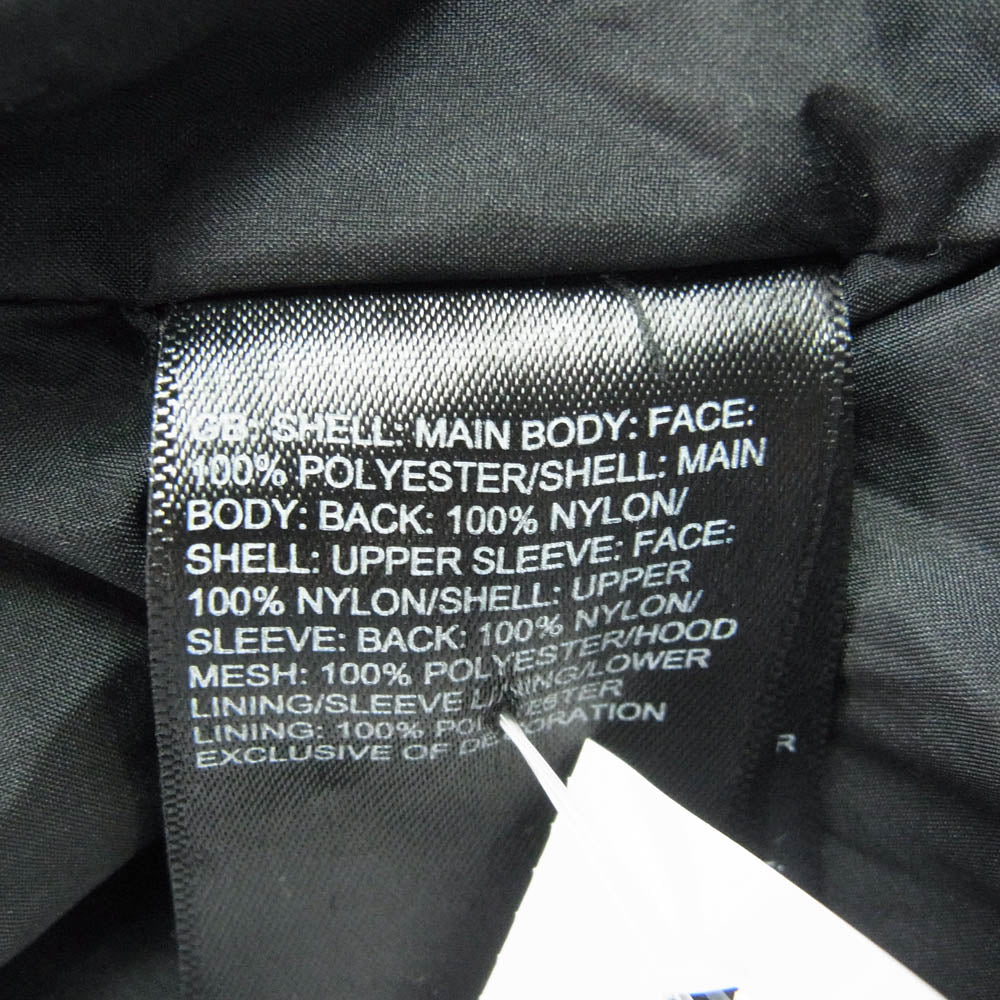 GB: SHELL: MAIN BODY: FACE:
100% POLYESTER/SHELL: MAIN
BODY: BACK: 100% NYLON/
SHELL: UPPER SLEEVE: FACE:
100% NYLON/SHELL: UPPER
SLEEVE: BACK: 100% NYLON/
MESH: 100% POLYESTER/HOOD
LINING/SLEEVE LINING/LOWER
LINING: 100% POLYESTER
EXCLUSIVE OF DECORATION
R